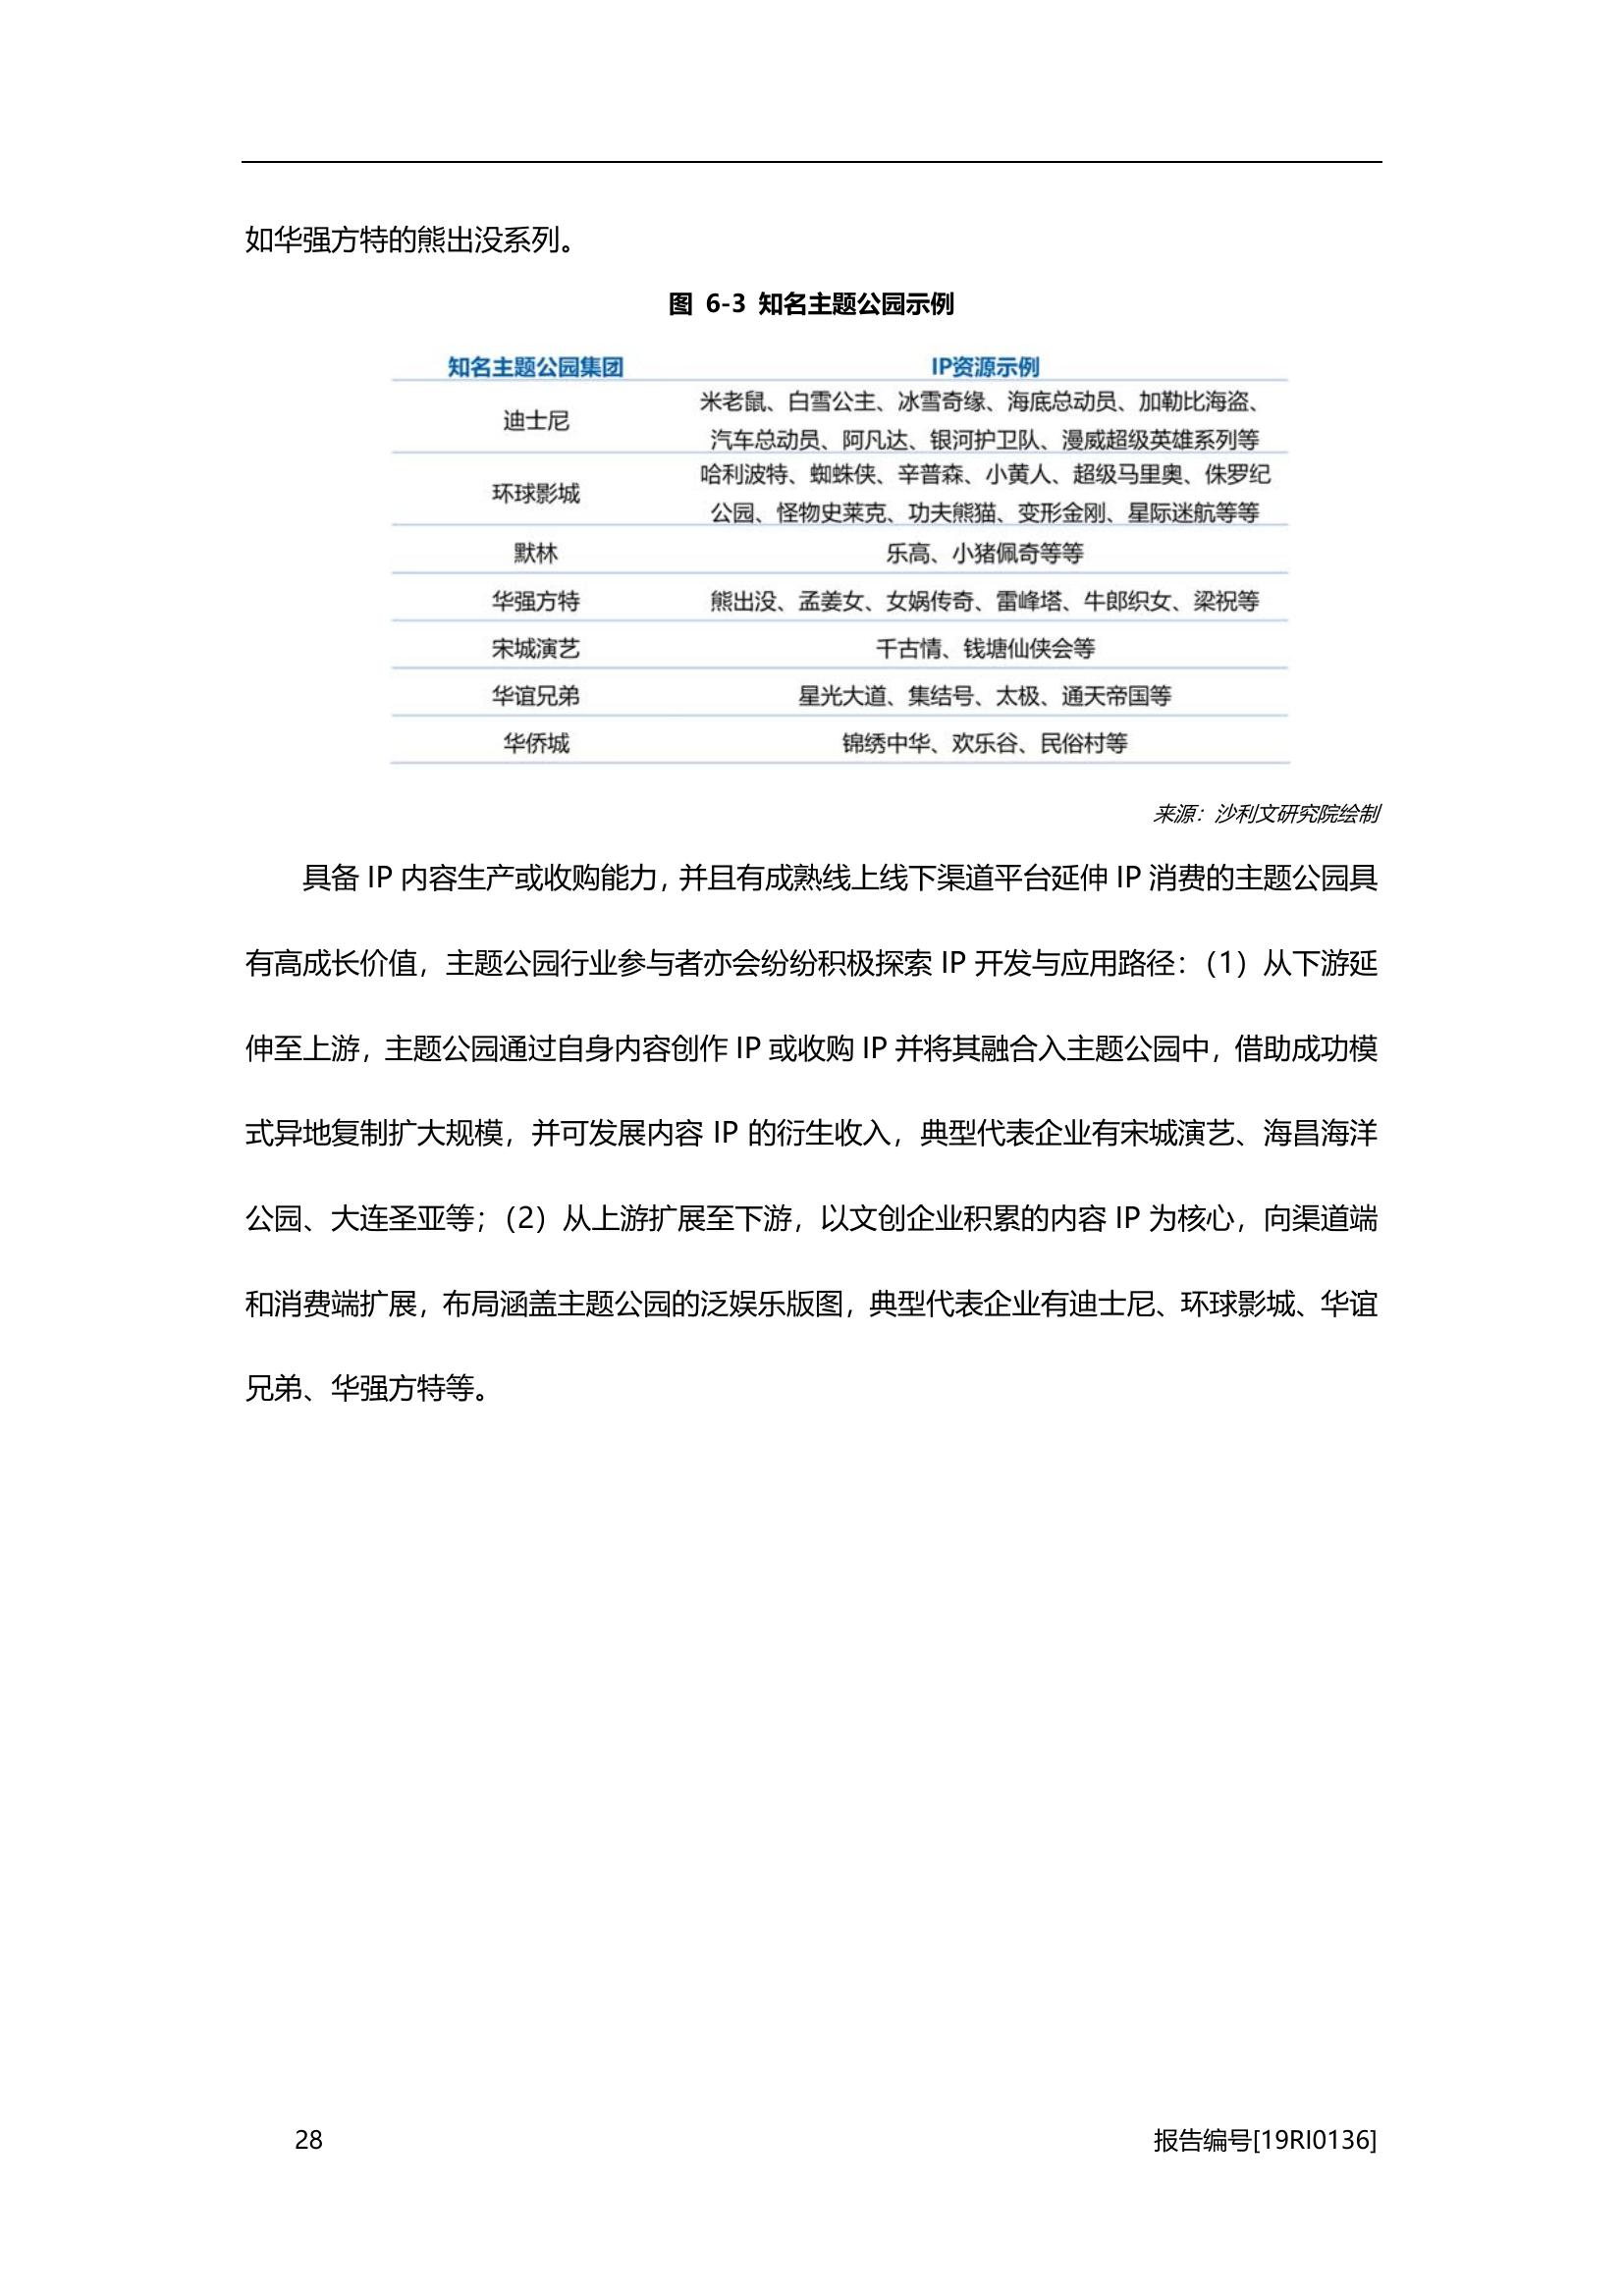 如华强方特的熊出没系列。
图 6-3 知名主题公园示例
知名主题公园集团 IP资源示例
迪士尼 米老鼠、白雪公主、冰雪奇缘、海底总动员、加勒比海盗、
汽车总动员、阿凡达、银河护卫队、漫威超级英雄系列等
环球影城 哈利波特、蜘蛛侠、辛普森、小黄人、超级马里奥、侏罗纪
公园、怪物史莱克、功夫熊猫、变形金刚、星际迷航等等
默林 乐高、小猪佩奇等等
华强方特 熊出没、孟姜女、女娲传奇、雷峰塔、牛郎织女、梁祝等
宋城演艺 千古情、钱塘仙侠会等
华谊兄弟 星光大道、集结号、太极、通天帝国等
华侨城 锦绣中华、欢乐谷、民俗村等
来源：沙利文研究院绘制
具备 IP 内容生产或收购能力，并且有成熟线上线下渠道平台延伸 IP 消费的主题公园具
有高成长价值，主题公园行业参与者亦会纷纷积极探索 IP 开发与应用路径：（1）从下游延
伸至上游，主题公园通过自身内容创作 IP 或收购 IP 并将其融合入主题公园中，借助成功模
式异地复制扩大规模，并可发展内容 IP 的衍生收入，典型代表企业有宋城演艺、海昌海洋
公园、大连圣亚等；（2）从上游扩展至下游，以文创企业积累的内容 IP 为核心，向渠道端
和消费端扩展，布局涵盖主题公园的泛娱乐版图，典型代表企业有迪士尼、环球影城、华谊
兄弟、华强方特等。
28 报告编号[19RI0136]